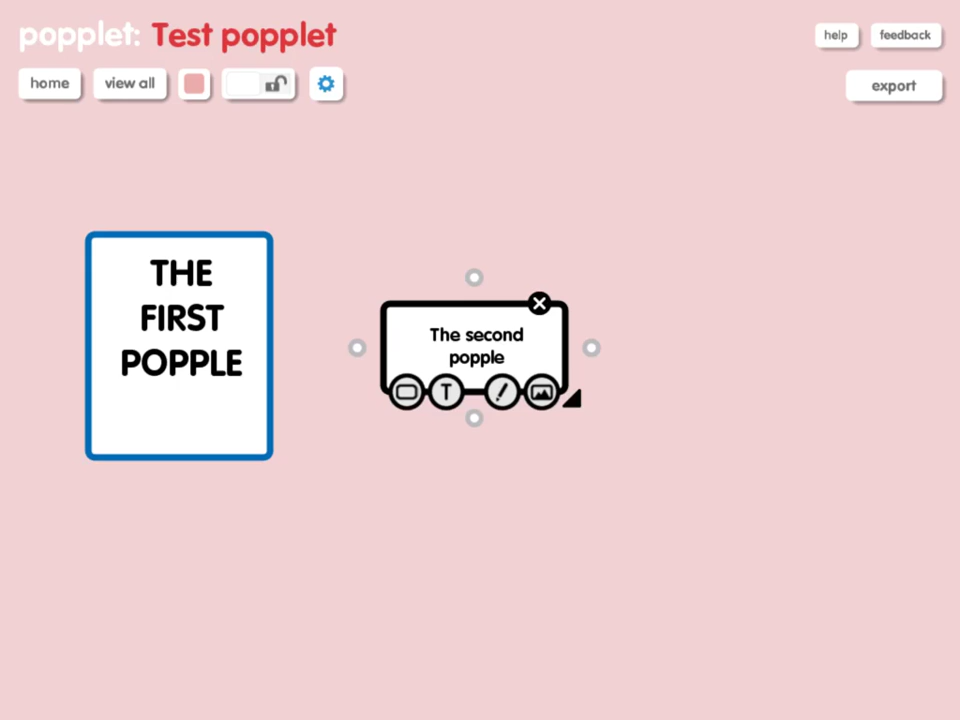 popplet: Test popplet
help
feedback
home
view all
export
THE
FIRST
POPPLE
The second
popple
T